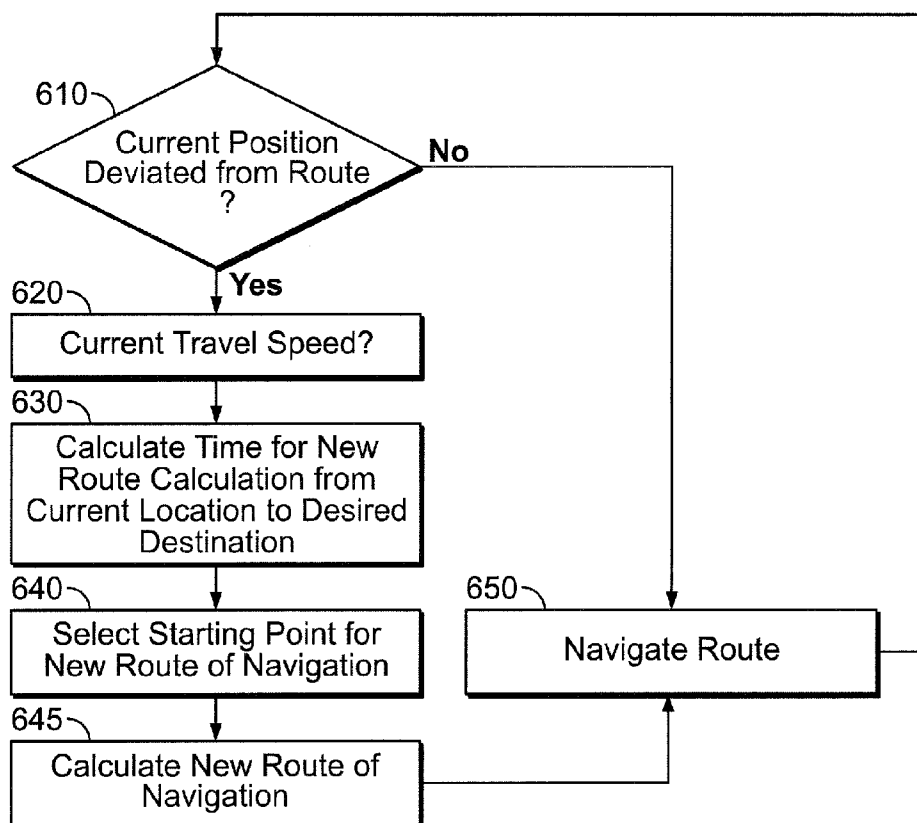 610
Current Position
Deviated from Route
?
No
Yes
620
Current Travel Speed?
630
Calculate Time for New
Route Calculation from
Current Location to Desired
Destination
640
Select Starting Point for
New Route of Navigation
650
Navigate Route
645
Calculate New Route of
Navigation